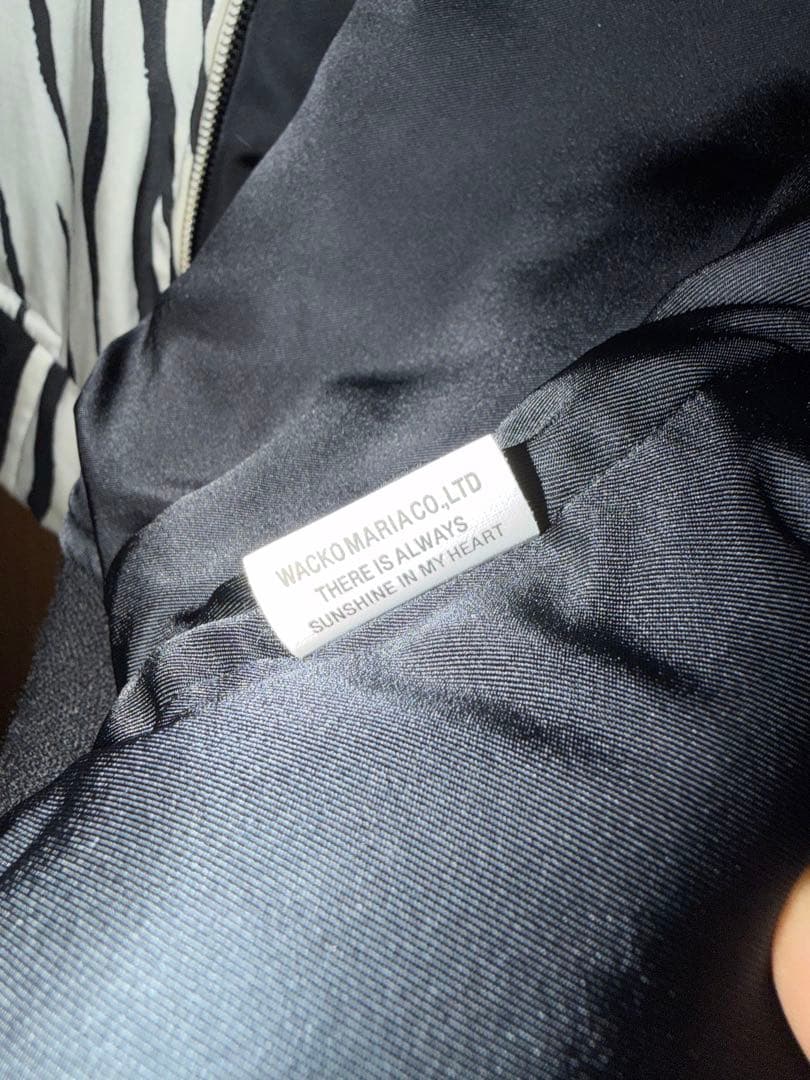 WACKO MARIA CO.,LTD
THERE IS ALWAYS
SUNSHINE IN MY HEART